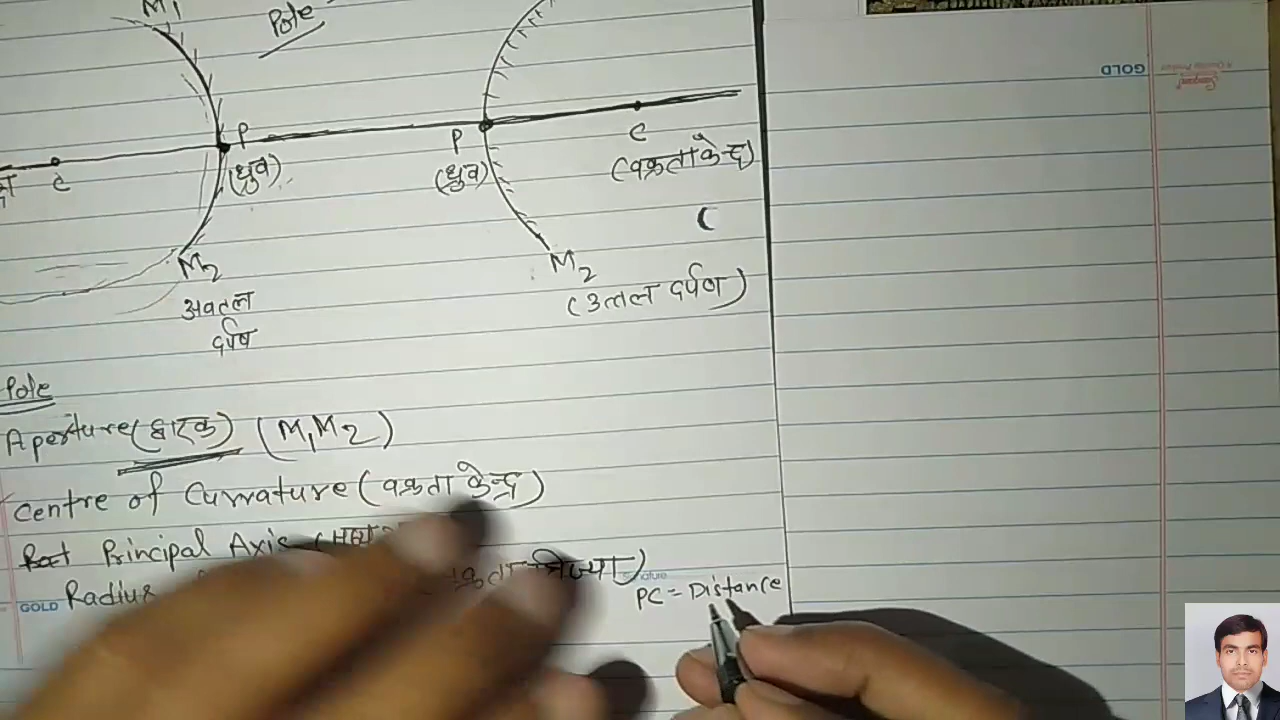 M1
Pole
GOLD
P
P
C
C
(ध्रुव)
(ध्रुव)
(वक्रता केन्द्र)
C
M2
M2
अवतल
दर्पण
(उत्तल दर्पण)
Pole
Aperture (द्वारक) (M1M2)
Centre of Curvature (वक्रता केन्द्र)
Principal Axis
GOLD Radius त्रिज्या)
PC = Distance